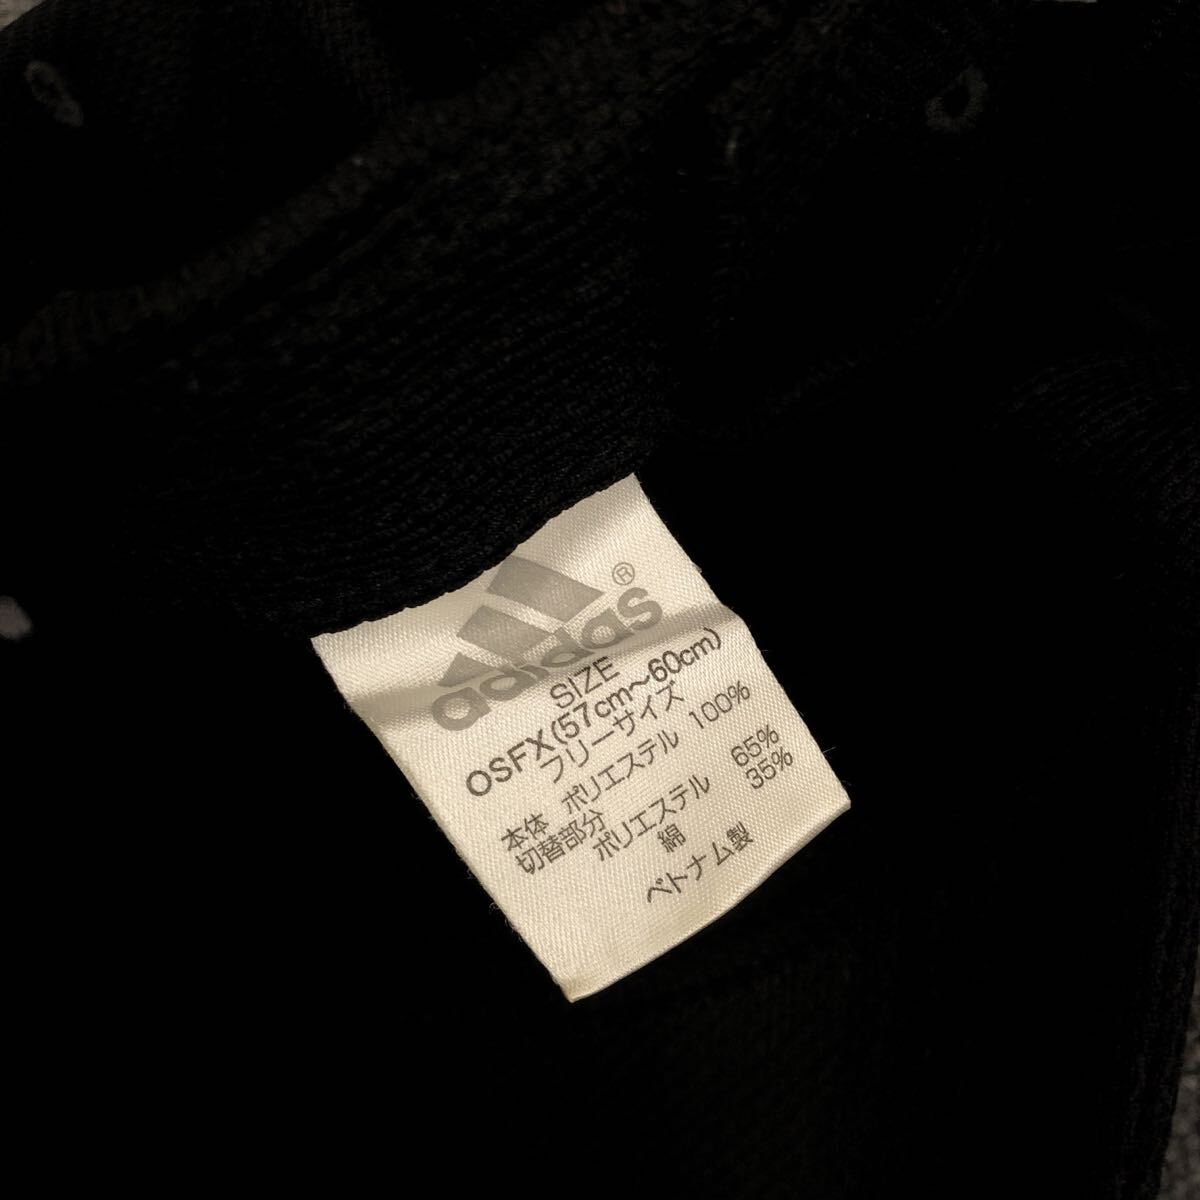 adidas®
SIZE
OSFX(57cm~60cm)
フリーサイズ
本体 ポリエステル 100%
切替部分
ポリエステル 65%
綿 35%
ベトナム製